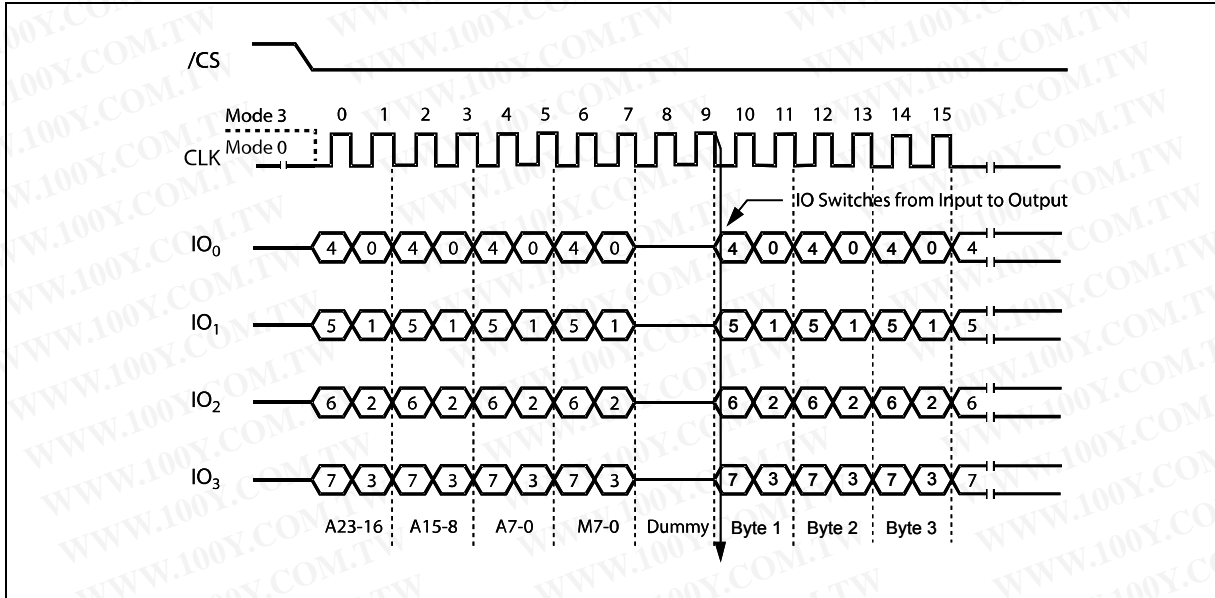 /CS
Mode 3 0 1 2 3 4 5 6 7 8 9 10 11 12 13 14 15
Mode 0
CLK
IO Switches from Input to Output
IO0 4 0 4 0 4 0 4 0 4 0 4 0 4 0 4
IO1 5 1 5 1 5 1 5 1 5 1 5 1 5 1 5
IO2 6 2 6 2 6 2 6 2 6 2 6 2 6 2 6
IO3 7 3 7 3 7 3 7 3 7 3 7 3 7 3 7
A23-16 A15-8 A7-0 M7-0 Dummy Byte 1 Byte 2 Byte 3
WWW.100Y.COM.TW